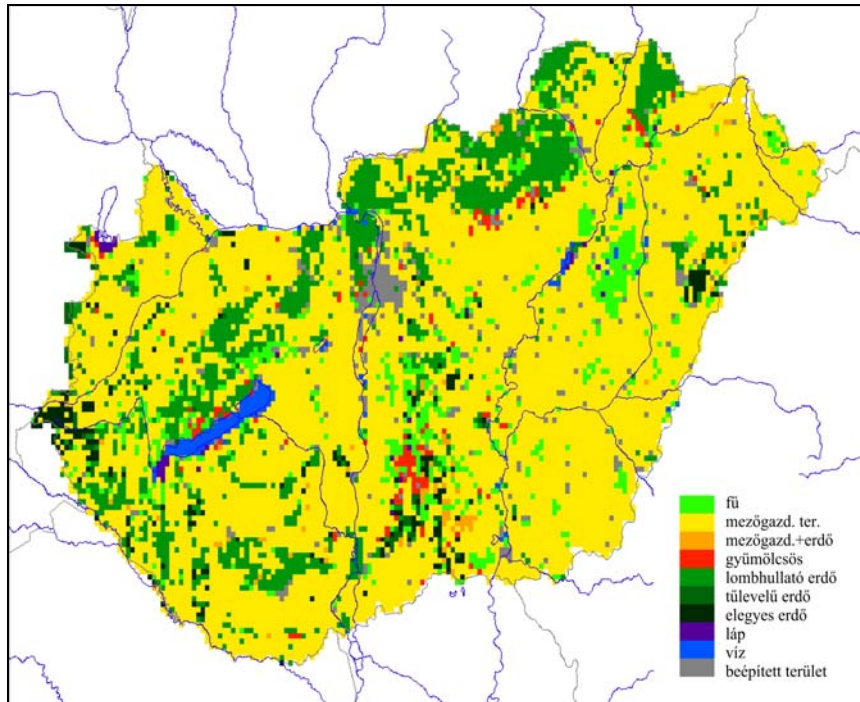 fű
mezőgazd. ter.
mezőgazd.+erdő
gyümölcsös
lombhullató erdő
tűlevelű erdő
elegyes erdő
láp
víz
beépített terület